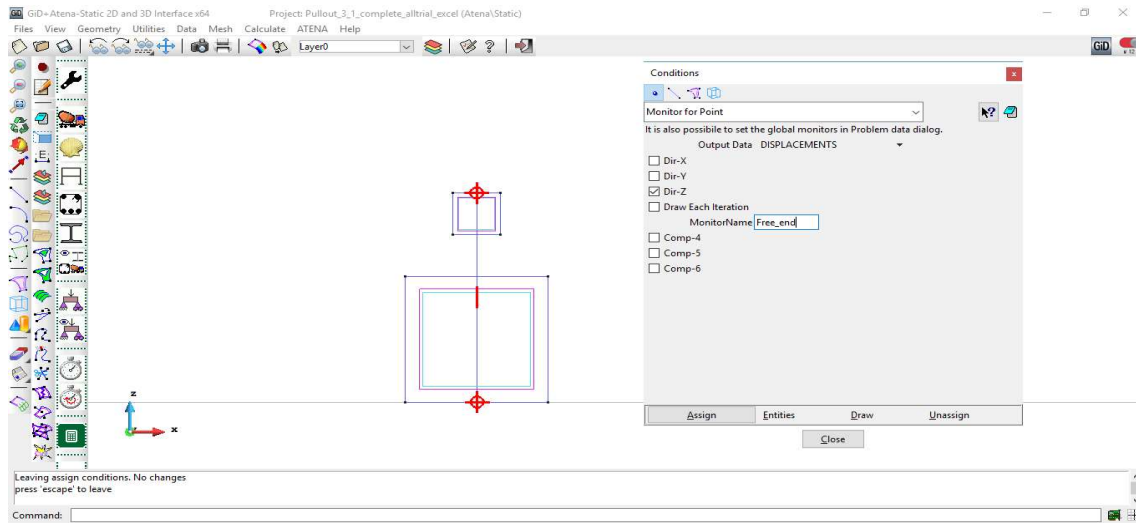 GiD+Atena-Static 2D and 3D Interface x64 Project: Pullout_3_1_complete_alltrial_excel (Atena\Static)
Files View Geometry Utilities Data Mesh Calculate ATENA Help
Layer0
GiD
x 12
Conditions
Monitor for Point
It is also possibile to set the global monitors in Problem data dialog.
Output Data DISPLACEMENTS
Dir-X
Dir-Y
Dir-Z
Draw Each Iteration
MonitorName Free_end
Comp-4
Comp-5
Comp-6
Assign Entities Draw Unassign
Close
z
x
Leaving assign conditions. No changes
press 'escape' to leave
Command: